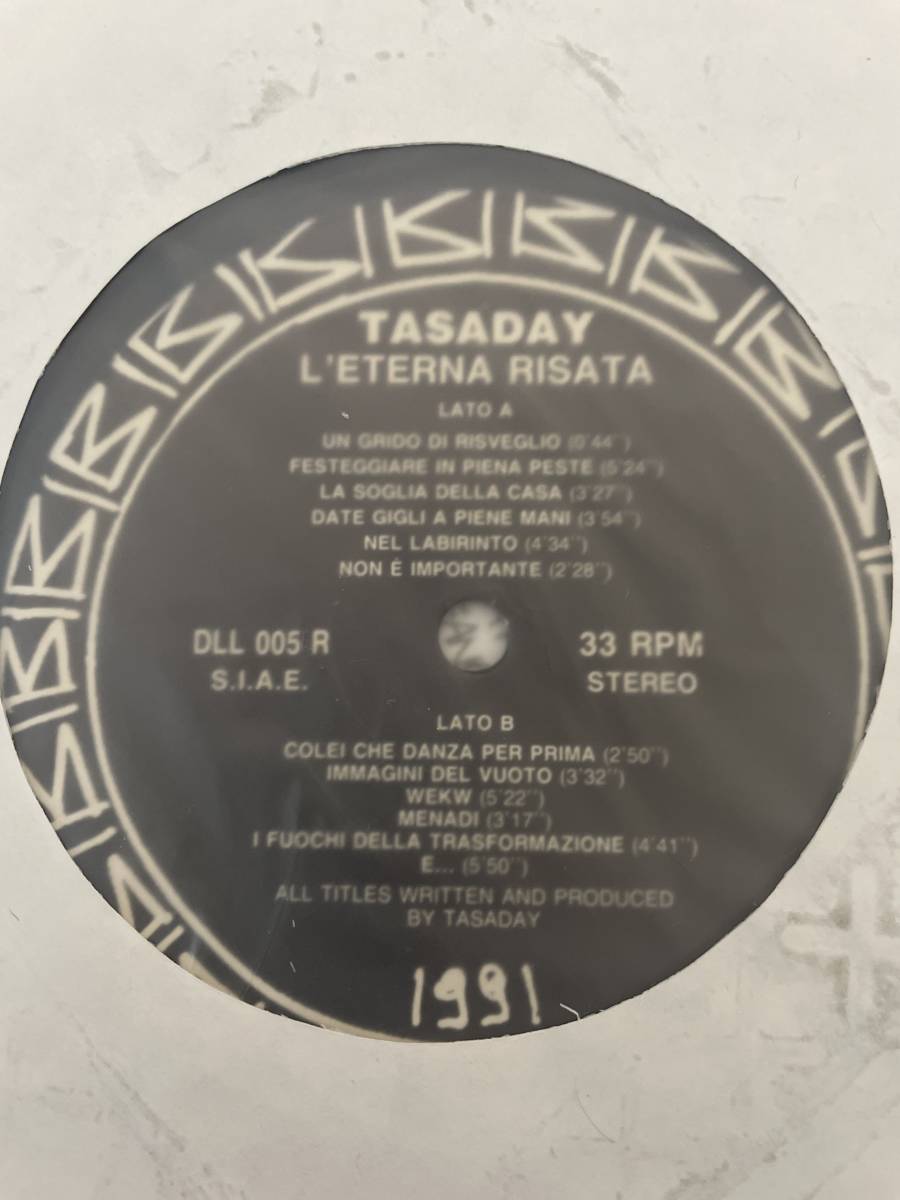 TASADAY
L'ETERNA RISATA
LATO A
UN GRIDO DI RISVEGLIO (0'44'')
FESTEGGIARE IN PIENA PESTE (5'24'')
LA SOGLIA DELLA CASA (3'27'')
DATE GIGLI A PIENE MANI (3'54'')
NEL LABIRINTO (4'34'')
NON È IMPORTANTE (2'28'')
DLL 005 R
S.I.A.E.
33 RPM
STEREO
LATO B
COLEI CHE DANZA PER PRIMA (2'50'')
IMMAGINI DEL VUOTO (3'32'')
WEKW (5'22'')
MENADI (3'17'')
I FUOCHI DELLA TRASFORMAZIONE (4'41'')
E... (5'50'')
ALL TITLES WRITTEN AND PRODUCED
BY TASADAY
1991